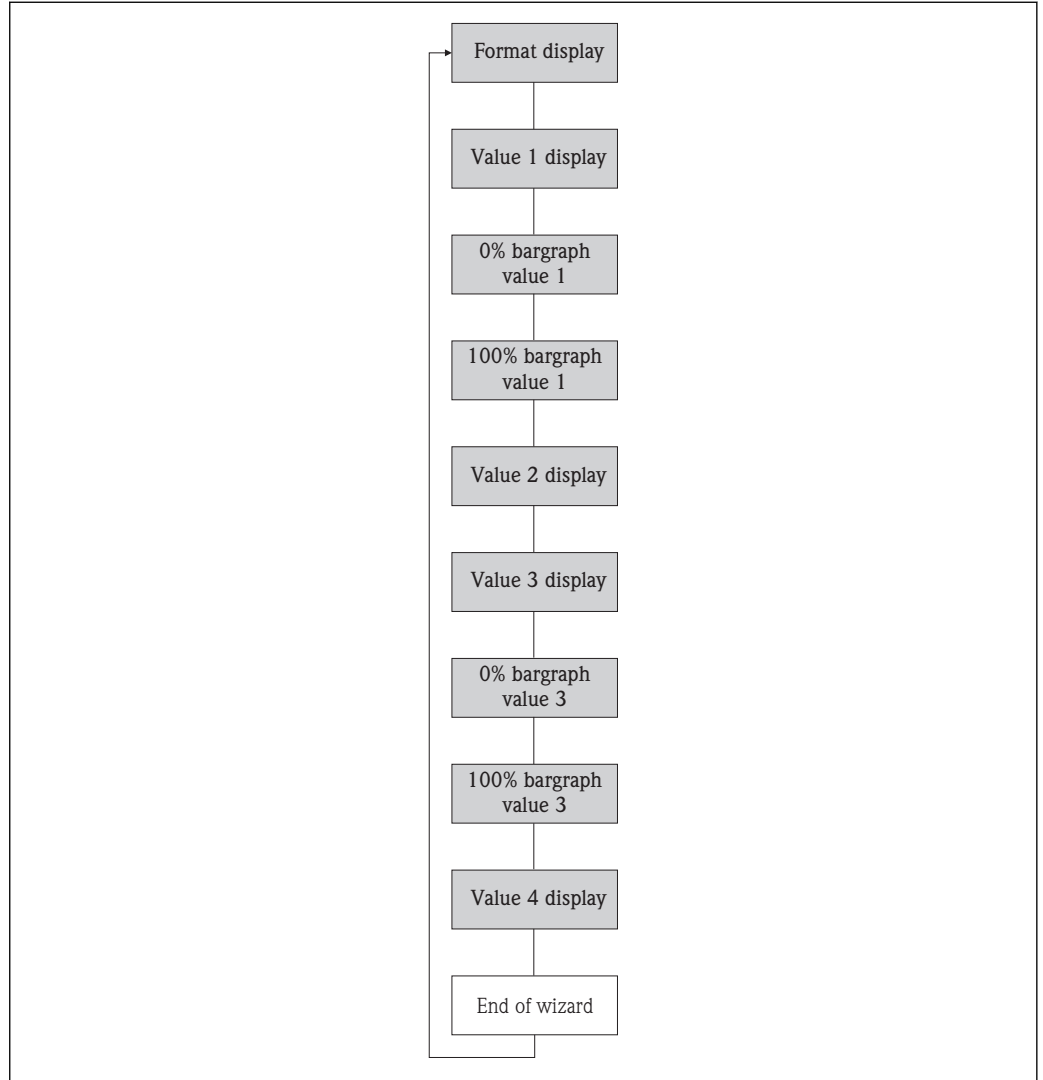 Format display
Value 1 display
0% bargraph
value 1
100% bargraph
value 1
Value 2 display
Value 3 display
0% bargraph
value 3
100% bargraph
value 3
Value 4 display
End of wizard